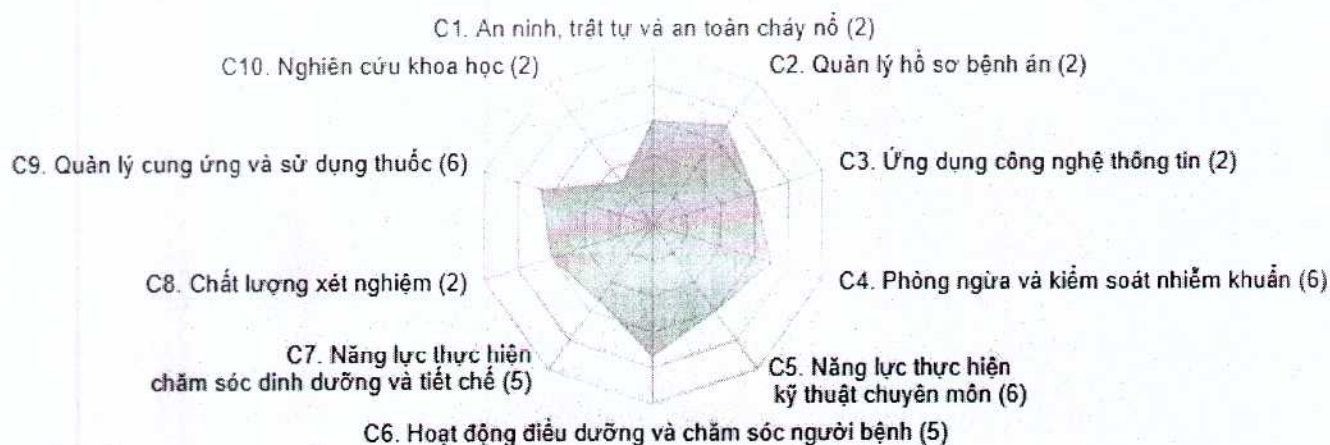 C1. An ninh, trật tự và an toàn cháy nổ (2)
C10. Nghiên cứu khoa học (2)
C2. Quản lý hồ sơ bệnh án (2)
C9. Quản lý cung ứng và sử dụng thuốc (6)
C3. Ứng dụng công nghệ thông tin (2)
C8. Chất lượng xét nghiệm (2)
C4. Phòng ngừa và kiểm soát nhiễm khuẩn (6)
C7. Năng lực thực hiện
chăm sóc dinh dưỡng và tiết chế (5)
C5. Năng lực thực hiện
kỹ thuật chuyên môn (6)
C6. Hoạt động điều dưỡng và chăm sóc người bệnh (5)